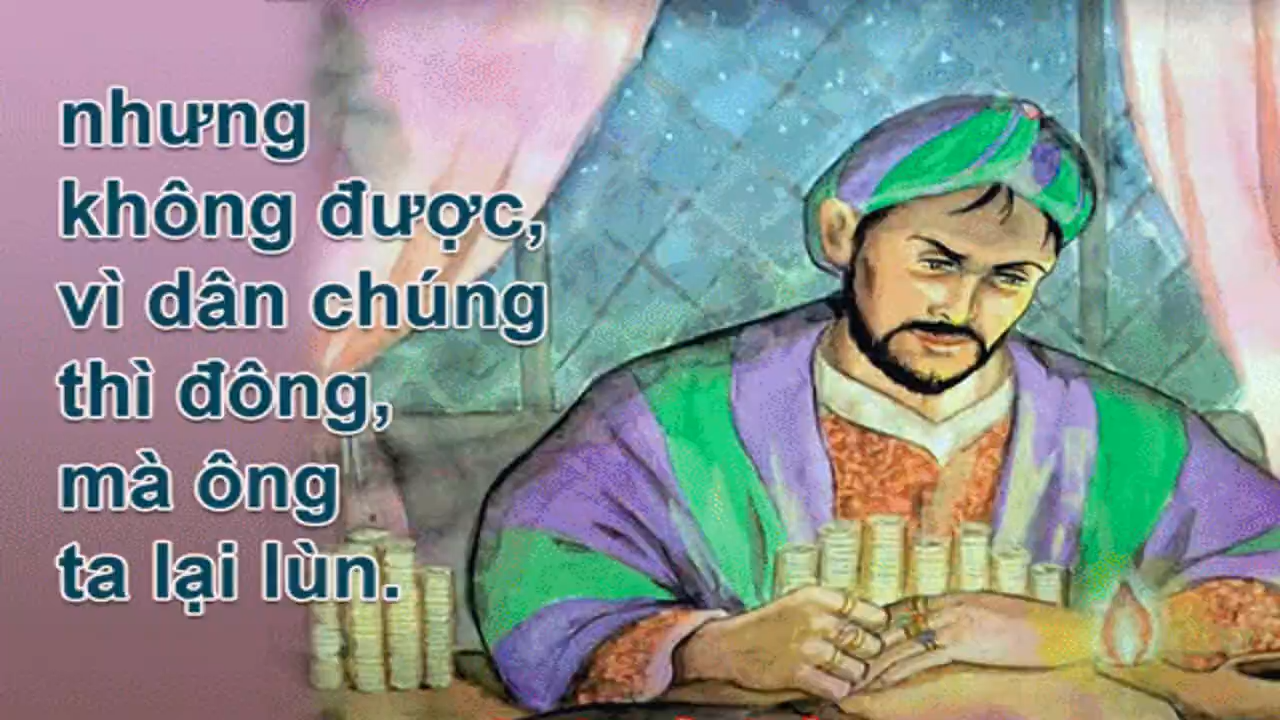 nhưng
không được,
vì dân chúng
thì đông,
mà ông
ta lại lùn.